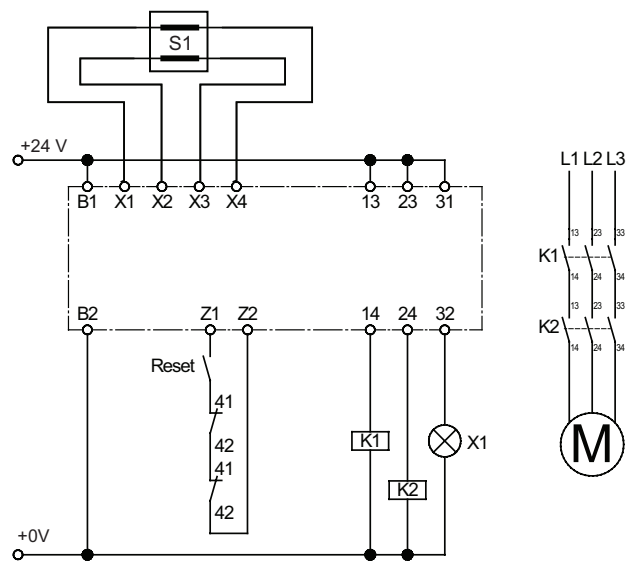 S1
+24 V
B1 X1 X2 X3 X4 13 23 31
B2 Z1 Z2 14 24 32
Reset
41
42
41
42
K1
K2
X1
+0V
L1 L2 L3
13 23 33
K1
14 24 34
13 23 33
K2
14 24 34
M